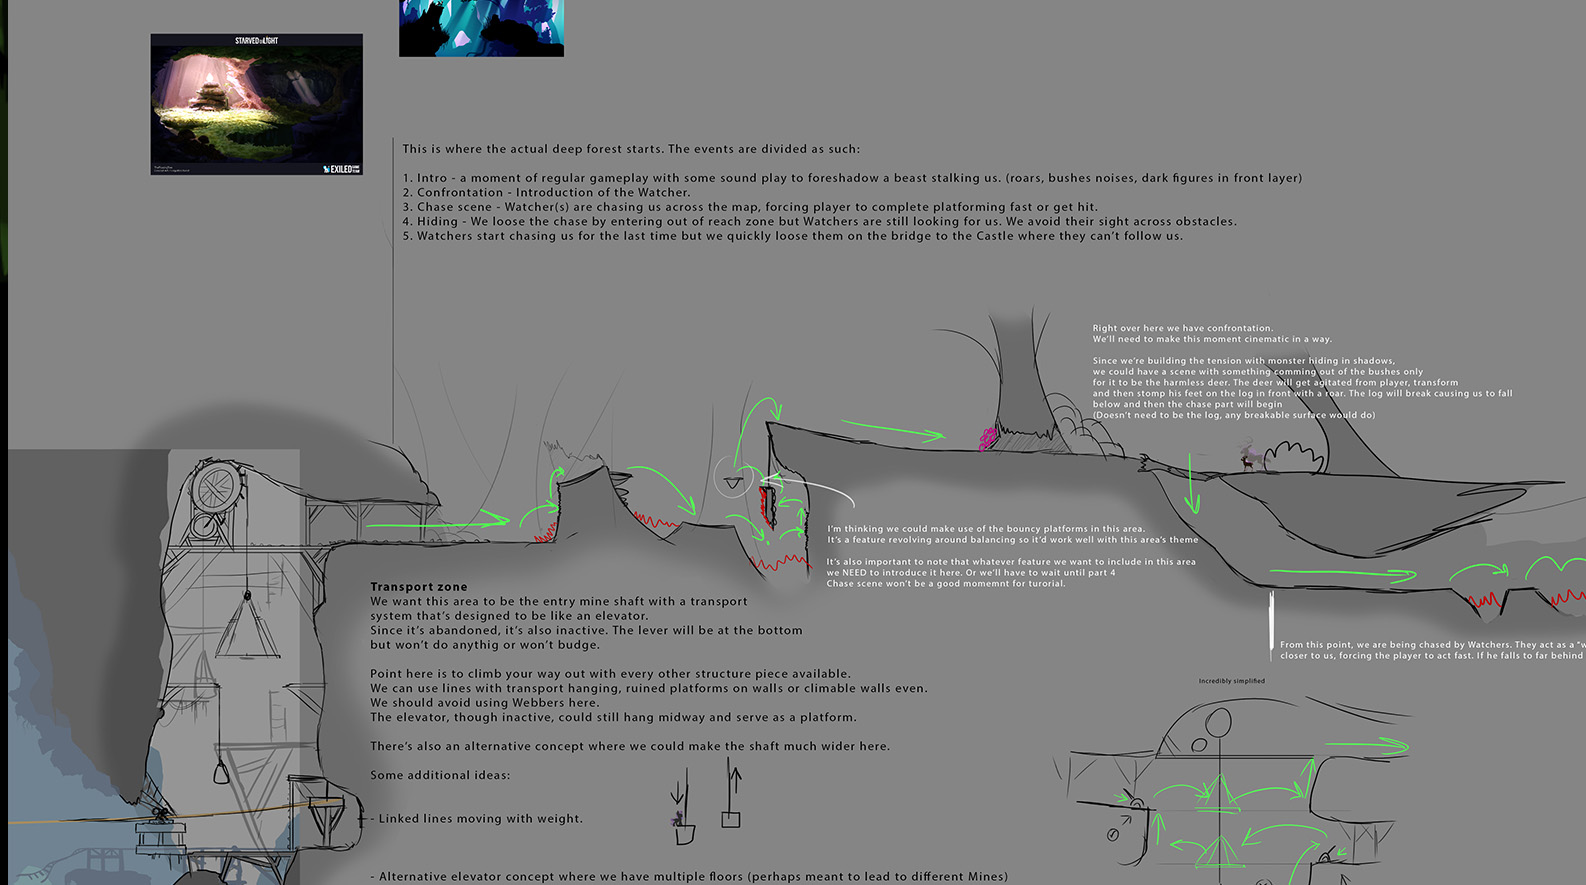 STARVED OF LIGHT
EXILED
This is where the actual deep forest starts. The events are divided as such:
1. Intro - a moment of regular gameplay with some sound play to foreshadow a beast stalking us. (roars, bushes noises, dark figures in front layer)
2. Confrontation - Introduction of the Watcher.
3. Chase scene - Watcher(s) are chasing us across the map, forcing player to complete platforming fast or get hit.
4. Hiding - We loose the chase by entering out of reach zone but Watchers are still looking for us. We avoid their sight across obstacles.
5. Watchers start chasing us for the last time but we quickly loose them on the bridge to the Castle where they can't follow us.
Right over here we have confrontation.
We'll need to make this moment cinematic in a way.
Since we're building the tension with monster hiding in shadows,
we could have a scene with something comming out of the bushes only
for it to be the harmless deer. The deer will get agitated from player, transform
and then stomp his feet on the log in front with a roar. The log will break causing us to fall
below and then the chase part will begin
(Doesn't need to be the log, any breakable surface would do)
I'm thinking we could make use of the bouncy platforms in this area.
It's a feature revolving around balancing so it'd work well with this area's theme
It's also important to note that whatever feature we want to include in this area
we NEED to introduce it here. Or we'll have to wait until part 4
Chase scene won't be a good momemnt for turorial.
Transport zone
We want this area to be the entry mine shaft with a transport
system that's designed to be like an elevator.
Since it's abandoned, it's also inactive. The lever will be at the bottom
but won't do anythig or won't budge.
Point here is to climb your way out with every other structure piece available.
We can use lines with transport hanging, ruined platforms on walls or climable walls even.
We should avoid using Webbers here.
The elevator, though inactive, could still hang midway and serve as a platform.
There's also an alternative concept where we could make the shaft much wider here.
Some additional ideas:
- Linked lines moving with weight.
- Alternative elevator concept where we have multiple floors (perhaps meant to lead to different Mines)
From this point, we are being chased by Watchers. They act as a "w
closer to us, forcing the player to act fast. If he falls to far behind
Incredibly simplified